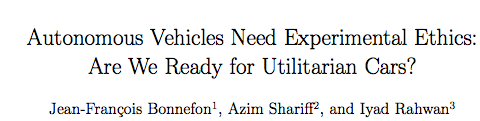 Autonomous Vehicles Need Experimental Ethics:
Are We Ready for Utilitarian Cars?
Jean-François Bonnefon¹, Azim Shariff², and Iyad Rahwan³